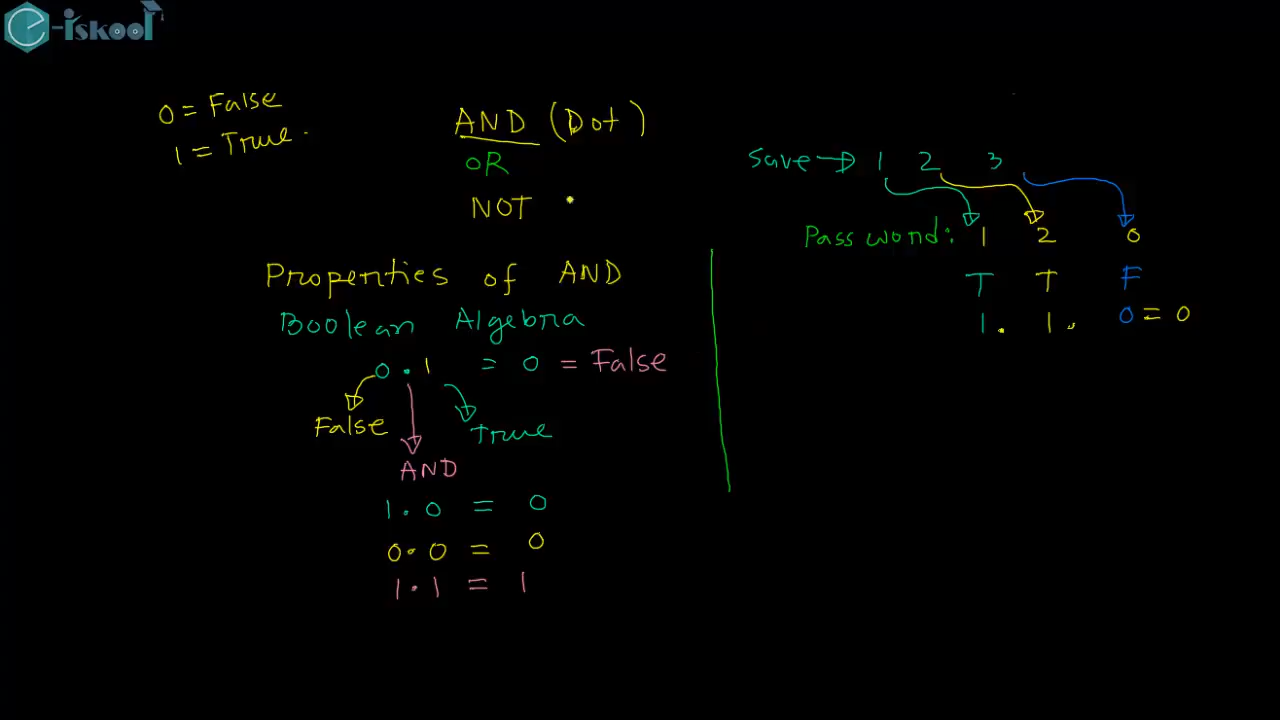 e-iskool
0 = False
1 = True
AND (Dot)
OR
NOT
Properties of AND
Boolean Algebra
0 . 1 = 0 = False
False
True
AND
1 . 0 = 0
0 . 0 = 0
1 . 1 = 1
Save → 1 2 3
Password: 1 2 0
T T F
1 . 1 . 0 = 0